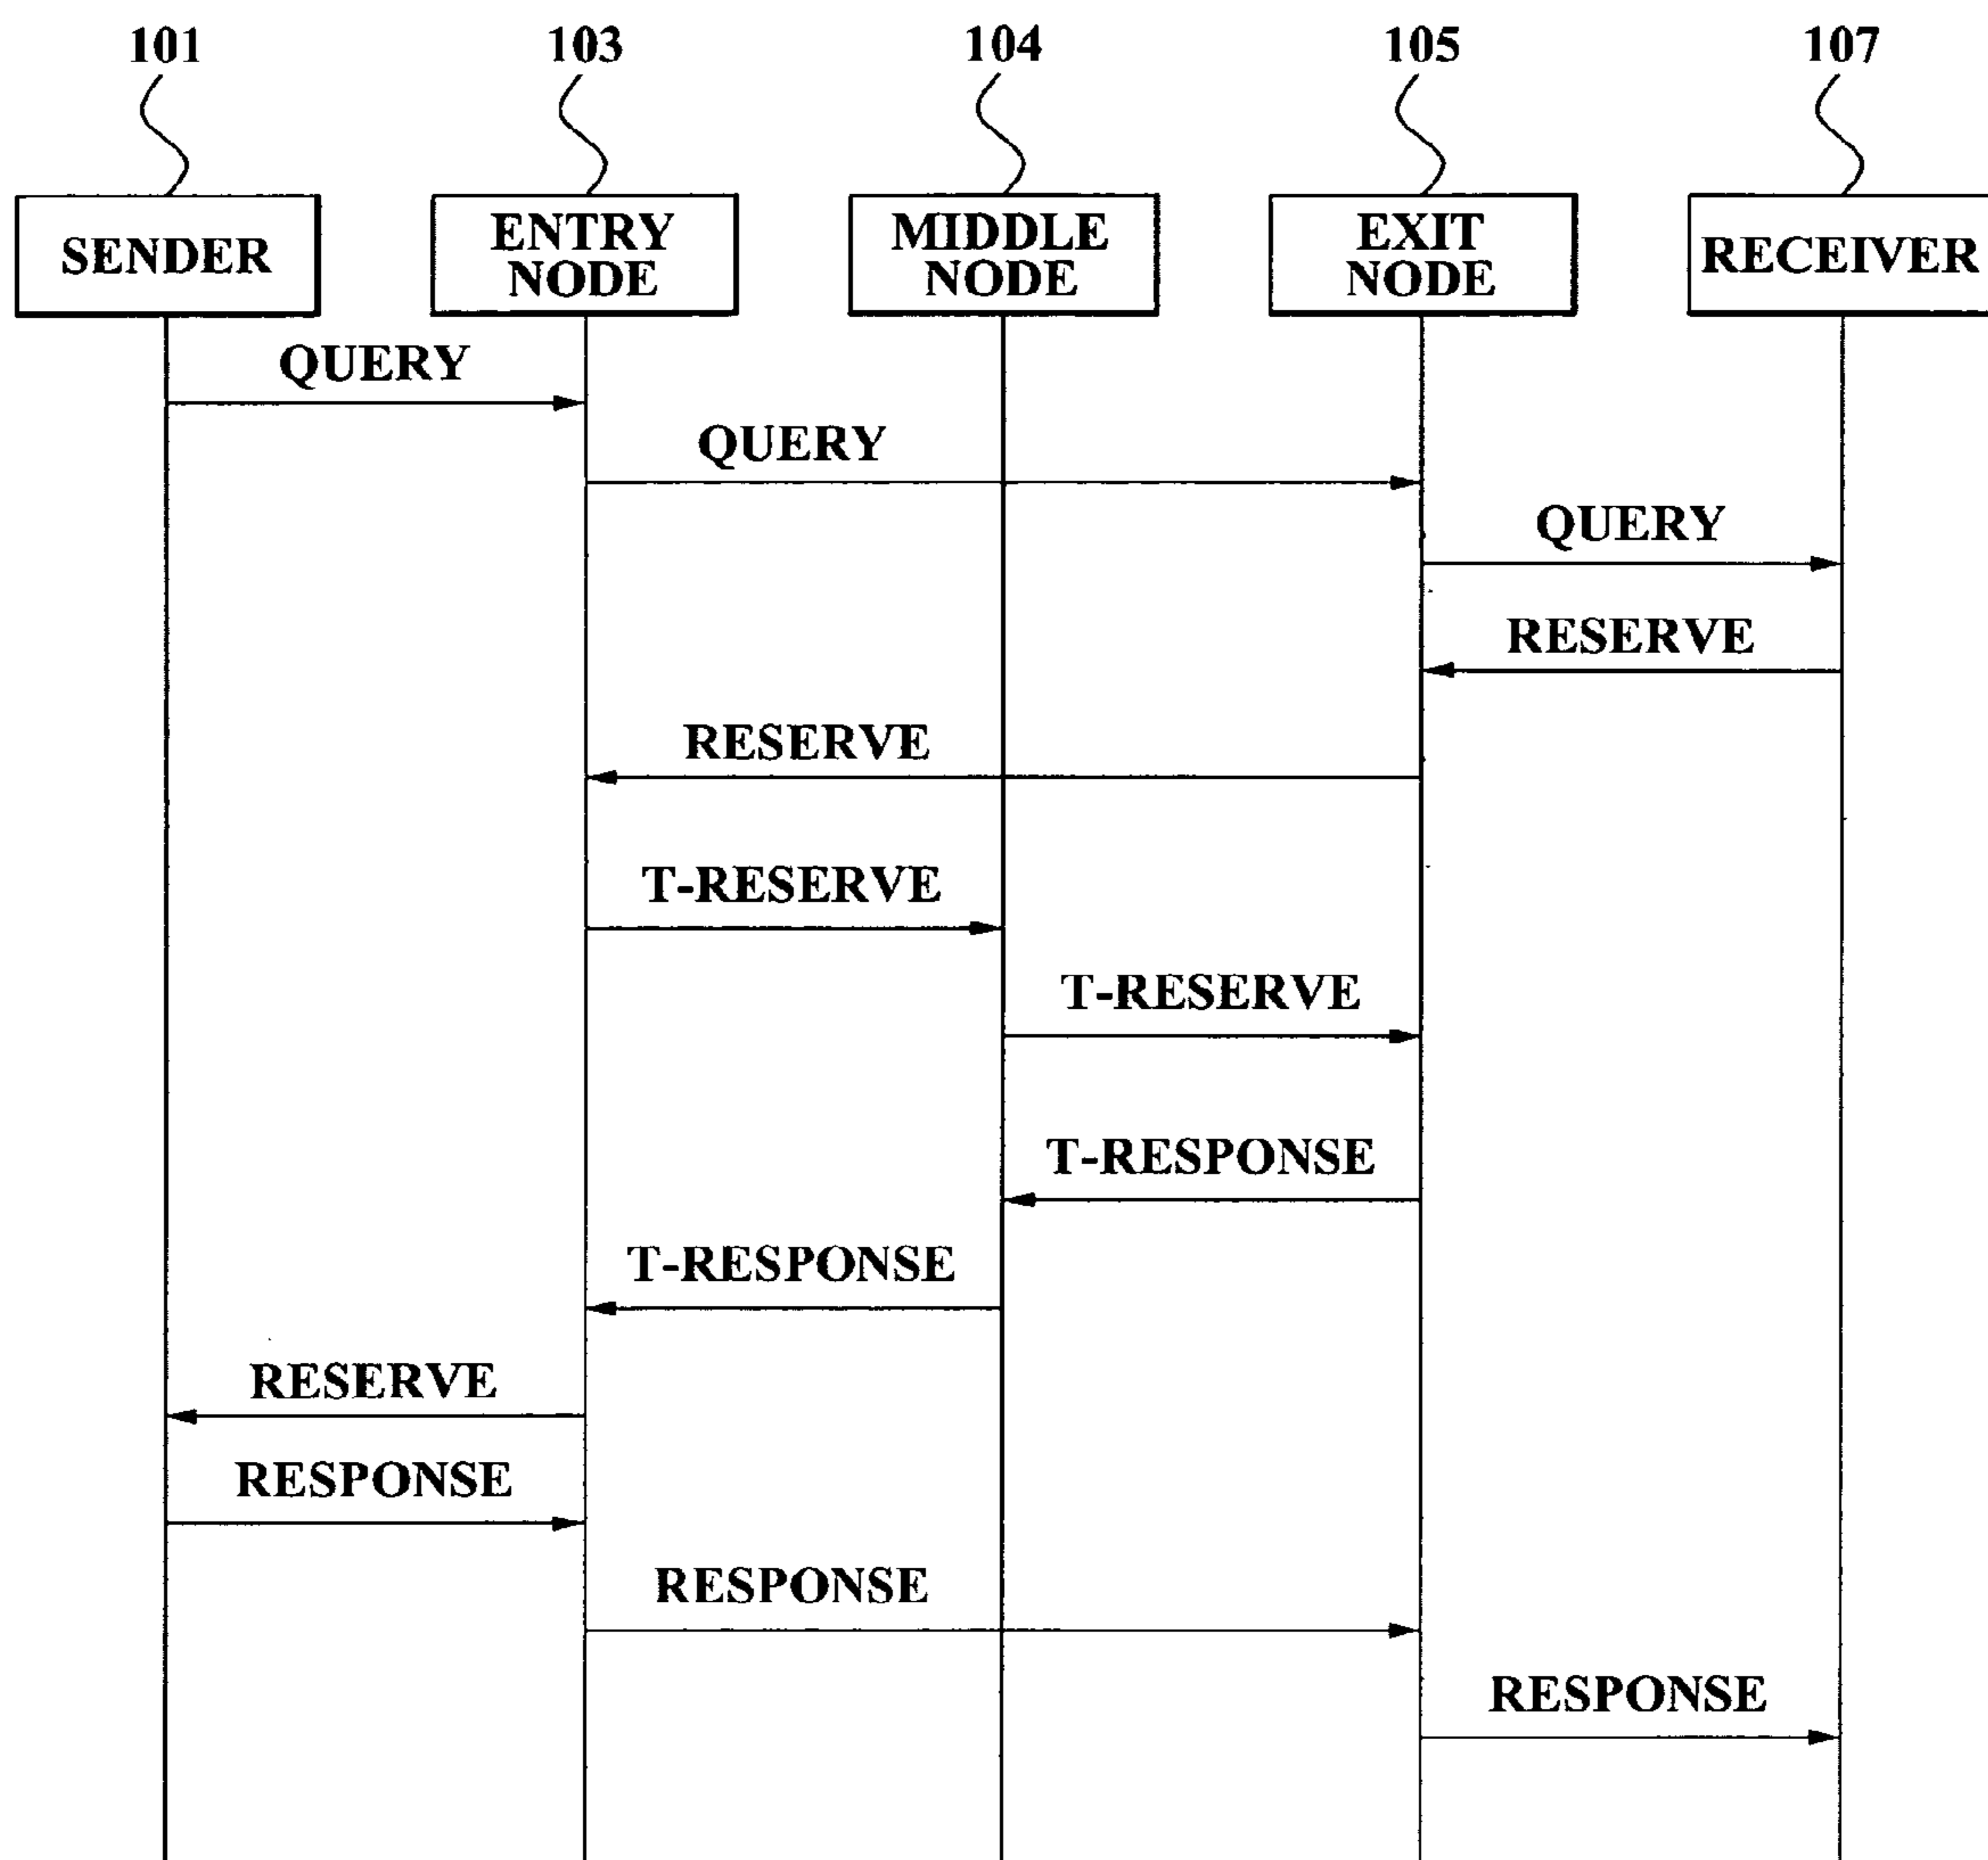 101
103
104
105
107
SENDER
ENTRY
NODE
MIDDLE
NODE
EXIT
NODE
RECEIVER
QUERY
QUERY
QUERY
RESERVE
RESERVE
T-RESERVE
T-RESERVE
T-RESPONSE
T-RESPONSE
RESERVE
RESPONSE
RESPONSE
RESPONSE